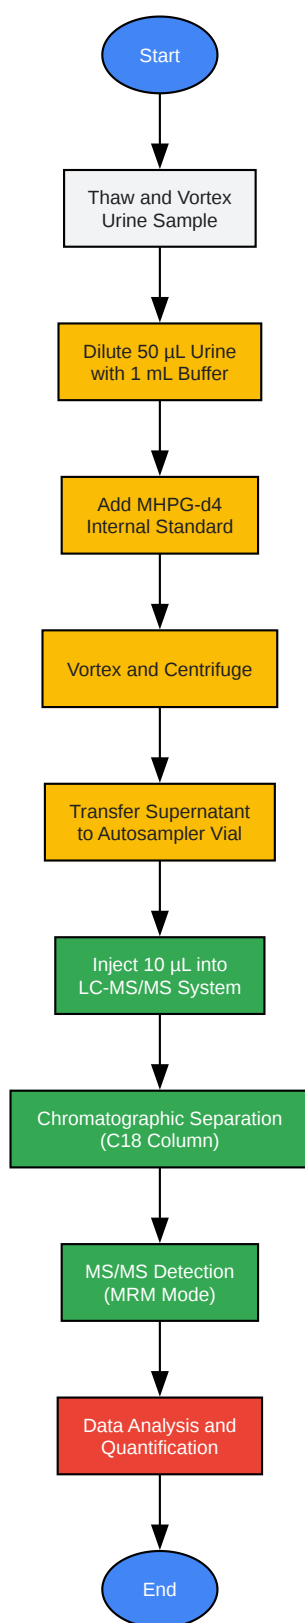 Start
Thaw and Vortex
Urine Sample
Dilute 50 µL Urine
with 1 mL Buffer
Add MHPG-d4
Internal Standard
Vortex and Centrifuge
Transfer Supernatant
to Autosampler Vial
Inject 10 µL into
LC-MS/MS System
Chromatographic Separation
(C18 Column)
MS/MS Detection
(MRM Mode)
Data Analysis and
Quantification
End